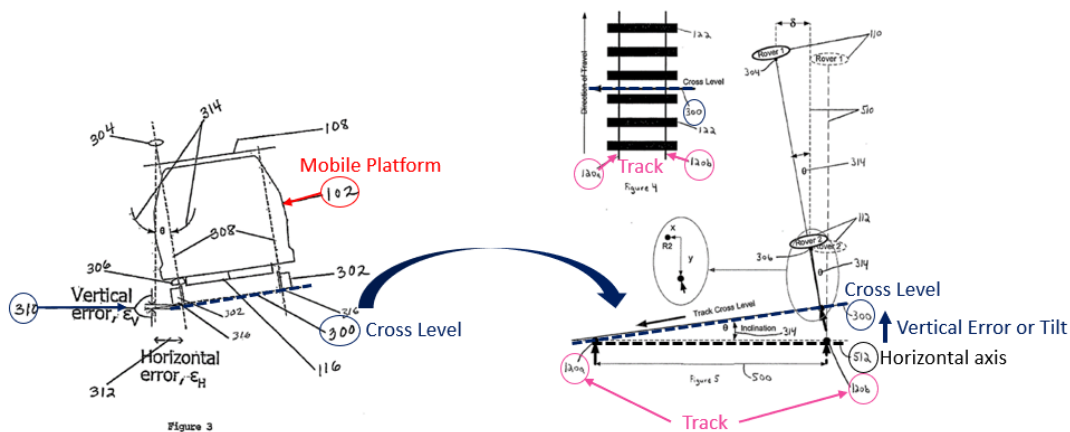 304
314
108
Mobile Platform
102
θ
308
306
302
310
Vertical
error, εV
302
316
316
300
Cross Level
Horizontal
error, εH
312
116
Figure 3
Direction of Travel
122
Cross Level
300
122
120a
Track
120b
Figure 4
δ
Rover 1
110
Rover 1
304
510
314
θ
112
Rover 2
Rover 2
306
314
θ
X
R2
y
Cross Level
Track Cross Level
300
θ
Inclination
314
Vertical Error or Tilt
512
Horizontal axis
120a
Figure 5
500
120b
Track